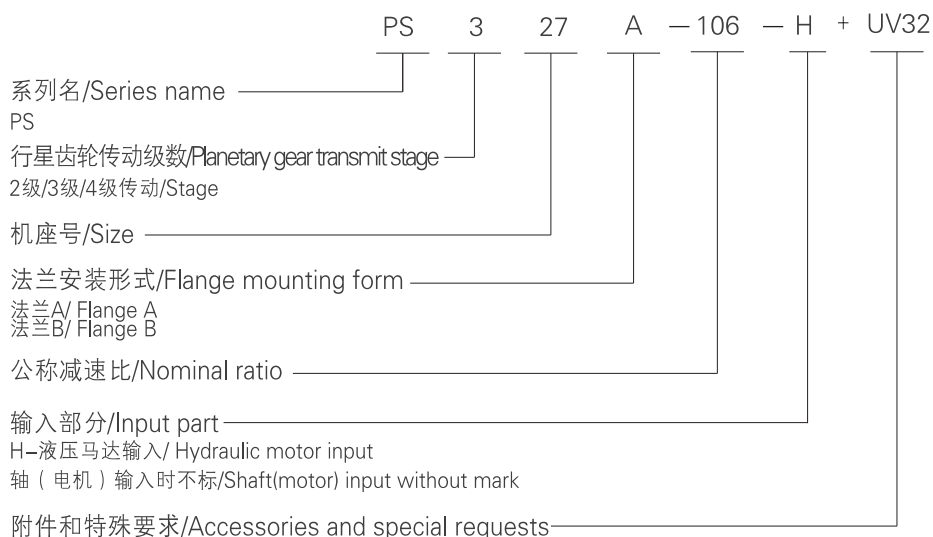 PS 3 27 A – 106 – H + UV32
系列名/Series name
PS
行星齿轮传动级数/Planetary gear transmit stage
2级/3级/4级传动/Stage
机座号/Size
法兰安装形式/Flange mounting form
法兰A/ Flange A
法兰B/ Flange B
公称减速比/Nominal ratio
输入部分/Input part
H–液压马达输入/ Hydraulic motor input
轴（电机）输入时不标/Shaft(motor) input without mark
附件和特殊要求/Accessories and special requests